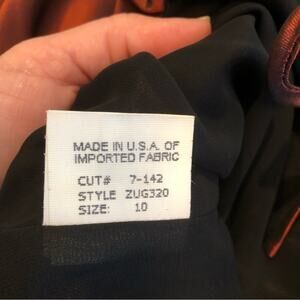 MADE IN U.S.A. OF
IMPORTED FABRIC
CUT# 7-142
STYLE ZUG320
SIZE: 10